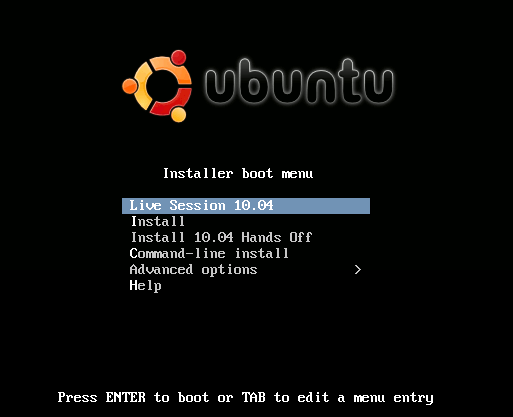 ubuntu
Installer boot menu
Live Session 10.04
Install
Install 10.04 Hands Off
Command-line install
Advanced options >
Help
Press ENTER to boot or TAB to edit a menu entry